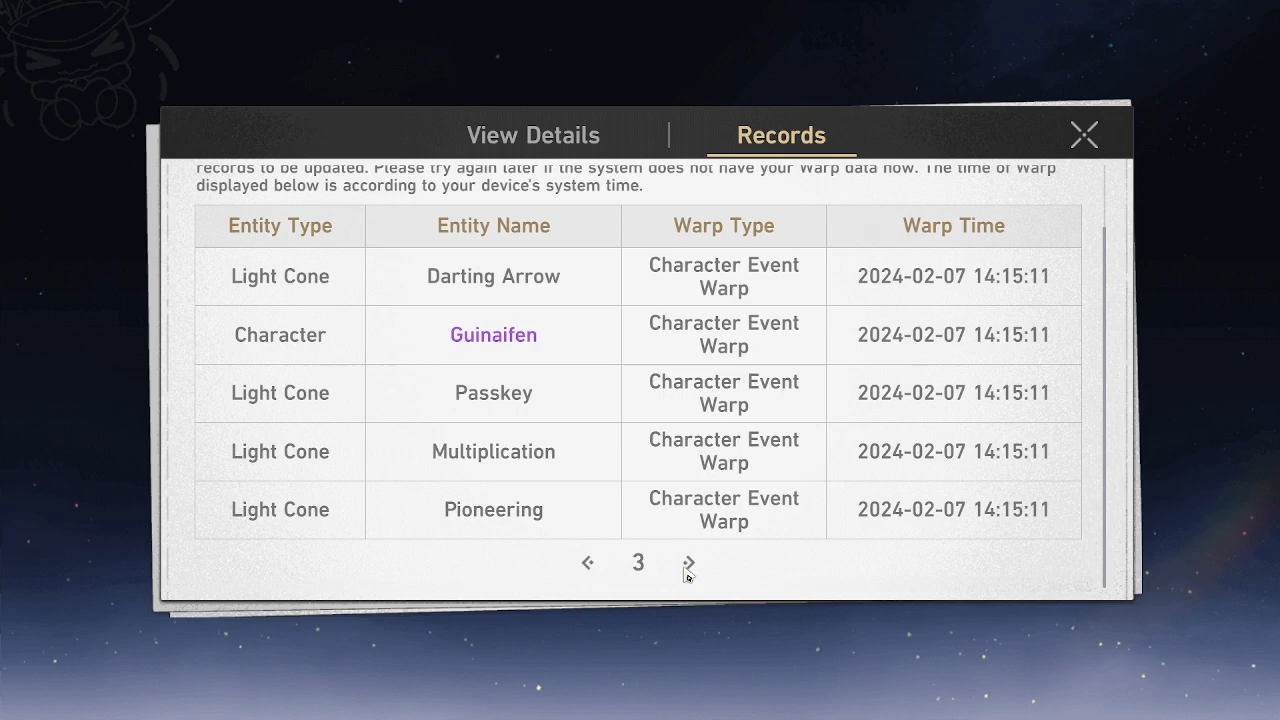 View Details
Records
records to be updated. Please try again later if the system does not have your Warp data now. The time of Warp
displayed below is according to your device's system time.
Entity Type Entity Name Warp Type Warp Time
Light Cone Darting Arrow Character Event Warp 2024-02-07 14:15:11
Character Guinaifen Character Event Warp 2024-02-07 14:15:11
Light Cone Passkey Character Event Warp 2024-02-07 14:15:11
Light Cone Multiplication Character Event Warp 2024-02-07 14:15:11
Light Cone Pioneering Character Event Warp 2024-02-07 14:15:11
3